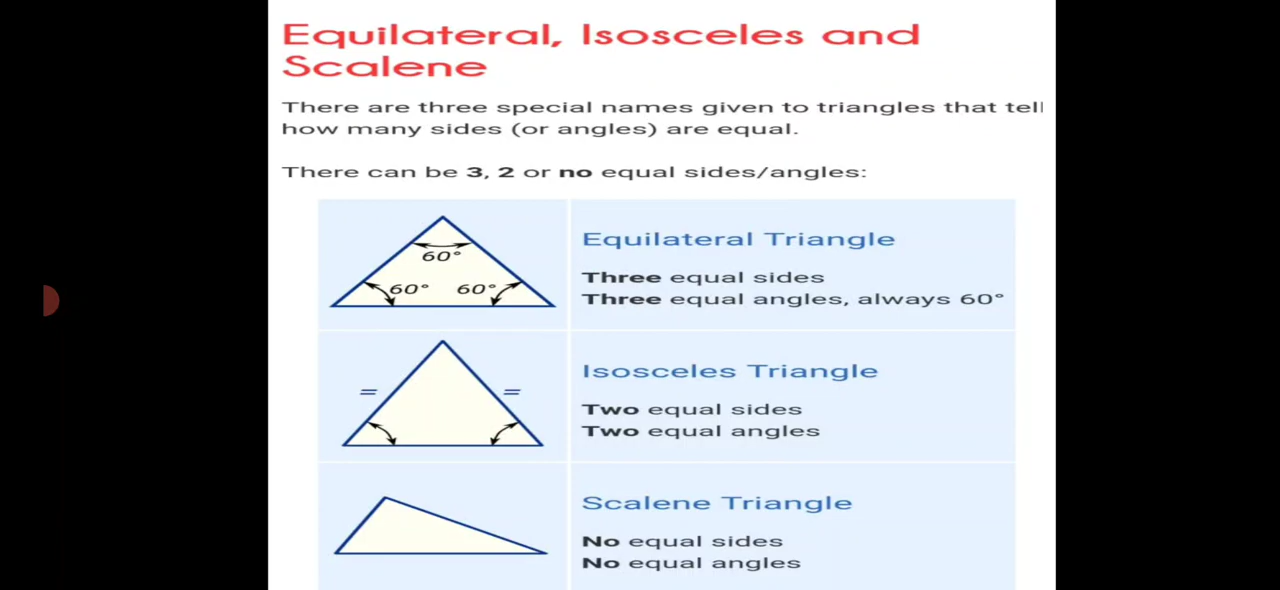 Equilateral, Isosceles and
Scalene
There are three special names given to triangles that tell
how many sides (or angles) are equal.
There can be 3, 2 or no equal sides/angles:
60°
60° 60°
Equilateral Triangle
Three equal sides
Three equal angles, always 60°
=
=
Isosceles Triangle
Two equal sides
Two equal angles
Scalene Triangle
No equal sides
No equal angles